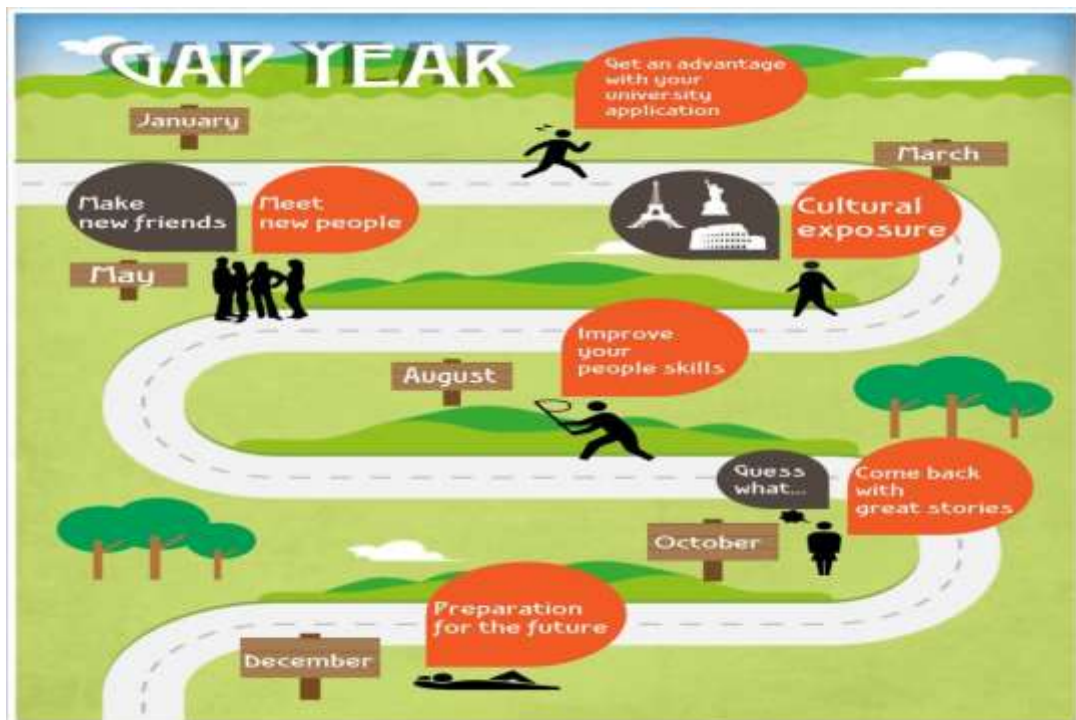 GAP YEAR
Get an advantage
with your
university
application
January
March
Make
new friends
Meet
new people
Cultural
exposure
May
Improve
your
people skills
August
Guess
what...
Come back
with
great stories
October
Preparation
for the future
December